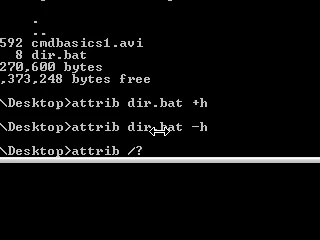 .
..
592 cmdbasics1.avi
8 dir.bat
270,600 bytes
,373,248 bytes free
\Desktop>attrib dir.bat +h
\Desktop>attrib dir.bat -h
\Desktop>attrib /?